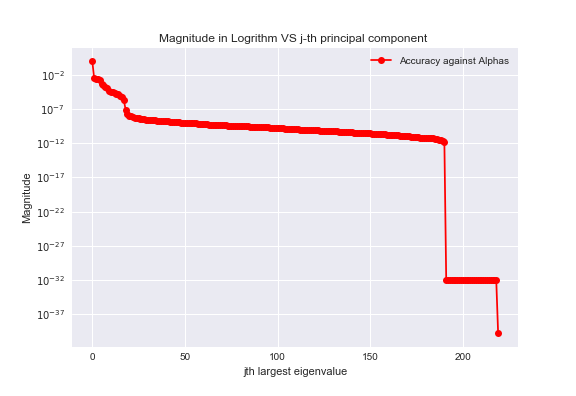 Magnitude in Logrithm VS j-th principal component
Accuracy against Alphas
Magnitude
10^-2
10^-7
10^-12
10^-17
10^-22
10^-27
10^-32
10^-37
0 50 100 150 200
jth largest eigenvalue